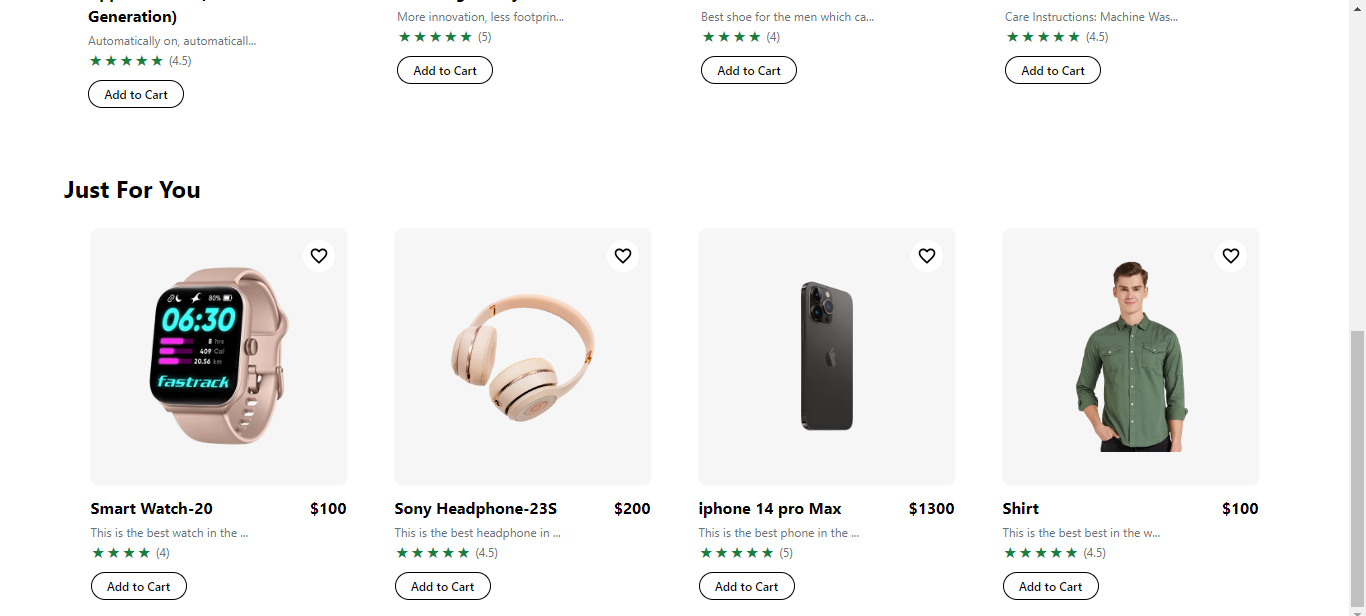 Generation)
Automatically on, automaticall...
(4.5)
Add to Cart
More innovation, less footprin...
(5)
Add to Cart
Best shoe for the men which ca...
(4)
Add to Cart
Care Instructions: Machine Was...
(4.5)
Add to Cart
Just For You
80%
06:30
8 hrs
409 Cal
20.56 km
fastrack
Smart Watch-20 $100
This is the best watch in the ...
(4)
Add to Cart
Sony Headphone-23S $200
This is the best headphone in ...
(4.5)
Add to Cart
iphone 14 pro Max $1300
This is the best phone in the ...
(5)
Add to Cart
Shirt $100
This is the best best in the w...
(4.5)
Add to Cart